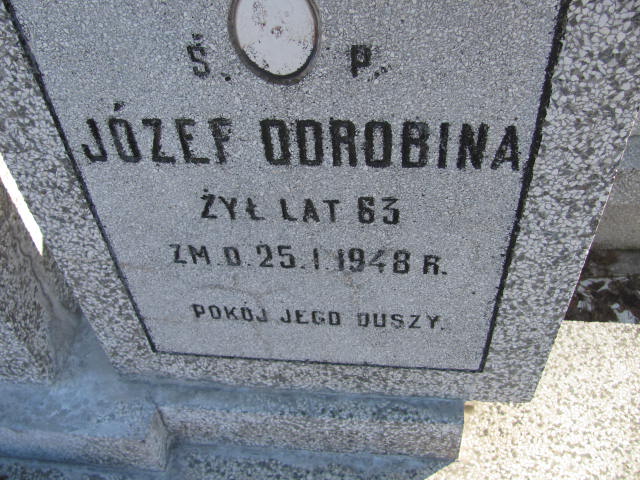 Ś. P.
JÓZEF ODROBINA
ŻYŁ LAT 63
ZM. D. 25. I. 1948 R.
POKÓJ JEGO DUSZY.